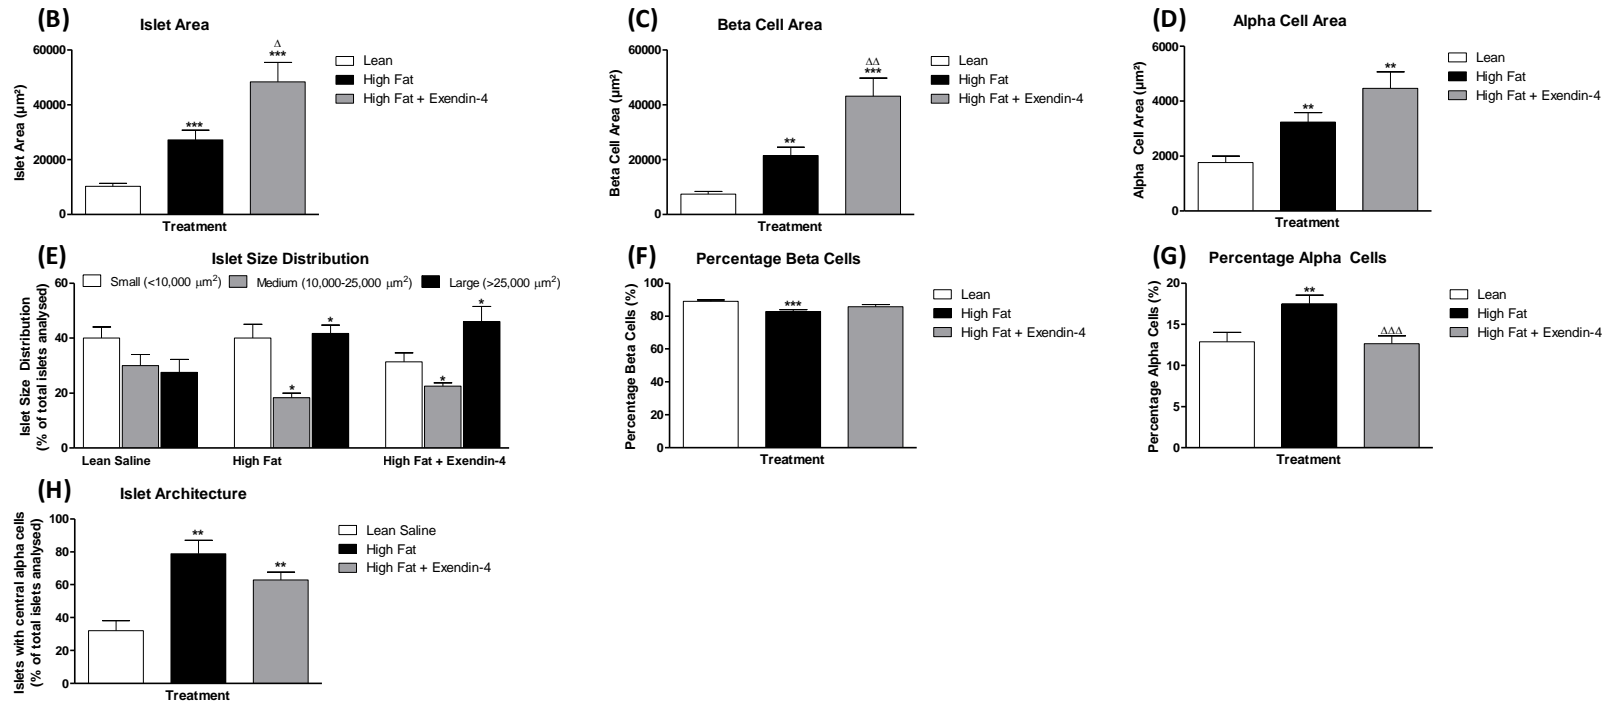 (B)
Islet Area
Islet Area (µm²)
60000
40000
20000
0
Δ
***
***
Treatment
Lean
High Fat
High Fat + Exendin-4
(C)
Beta Cell Area
Beta Cell Area (µm²)
60000
40000
20000
0
ΔΔ
***
**
Treatment
Lean
High Fat
High Fat + Exendin-4
(D)
Alpha Cell Area
Alpha Cell Area (µm²)
6000
4000
2000
0
**
**
Treatment
Lean
High Fat
High Fat + Exendin-4
(E)
Islet Size Distribution
Small (<10,000 µm²)
Medium (10,000-25,000 µm²)
Large (>25,000 µm²)
Islet Size Distribution
(% of total islets analysed)
60
40
20
0
*
*
*
*
Lean Saline
High Fat
High Fat + Exendin-4
(F)
Percentage Beta Cells
Percentage Beta Cells (%)
100
80
60
40
20
0
***
Treatment
Lean
High Fat
High Fat + Exendin-4
(G)
Percentage Alpha Cells
Percentage Alpha Cells (%)
20
15
10
5
0
**
ΔΔΔ
Treatment
Lean
High Fat
High Fat + Exendin-4
(H)
Islet Architecture
Islets with central alpha cells
(% of total islets analysed)
100
80
60
40
20
0
**
**
Treatment
Lean Saline
High Fat
High Fat + Exendin-4